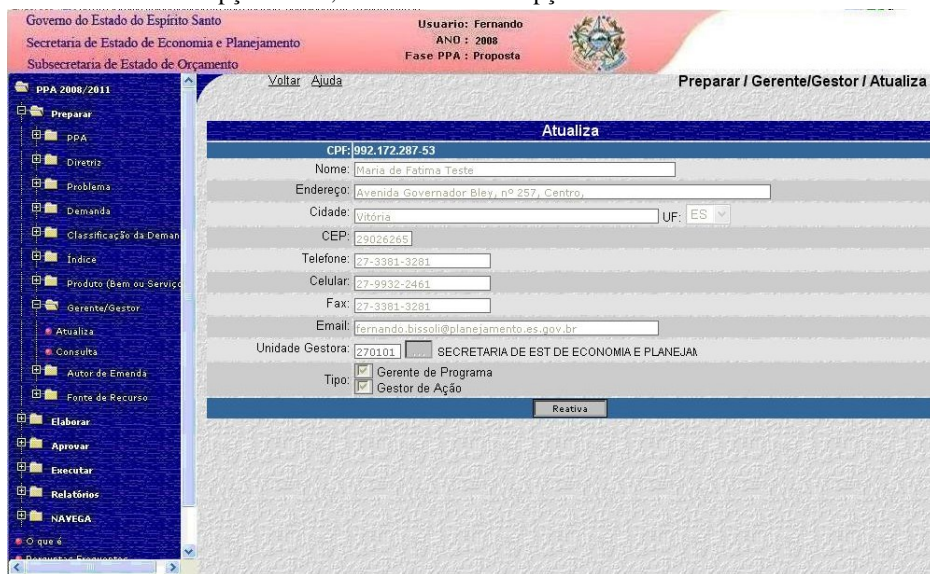 Governo do Estado do Espírito Santo
Secretaria de Estado de Economia e Planejamento
Subsecretaria de Estado de Orçamento
Usuario: Fernando
ANO : 2008
Fase PPA : Proposta
PPA 2008/2011
Preparar
PPA
Diretriz
Problema
Demanda
Classificação da Deman
Índice
Produto (Bem ou Serviço
Gerente/Gestor
Atualiza
Consulta
Autor de Emenda
Fonte de Recurso
Elaborar
Aprovar
Executar
Relatórios
NAVEGA
O que é
Perguntas Frequentes
Voltar Ajuda
Preparar / Gerente/Gestor / Atualiza
Atualiza
CPF: 992.172.287-53
Nome: Maria de Fatima Teste
Endereço: Avenida Governador Bley, nº 257, Centro,
Cidade: Vitória UF: ES
CEP: 29026265
Telefone: 27-3381-3281
Celular: 27-9932-2461
Fax: 27-3381-3281
Email: fernando.bissoli@planejamento.es.gov.br
Unidade Gestora: 270101 ... SECRETARIA DE EST DE ECONOMIA E PLANEJAM
Tipo: Gerente de Programa
Gestor de Ação
Reativa